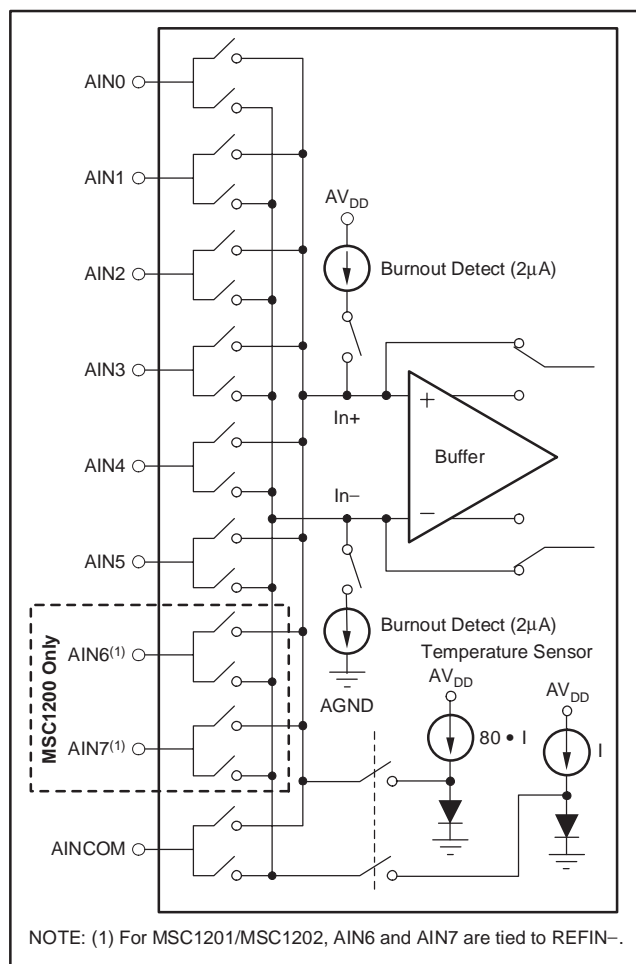 AIN0
AIN1
AV_DD
AIN2
Burnout Detect (2μA)
AIN3
In+
+
AIN4
Buffer
In−
−
AIN5
MSC1200 Only
AIN6(1)
Burnout Detect (2μA)
Temperature Sensor
AGND
AV_DD
AV_DD
AIN7(1)
80 • I
I
AINCOM
NOTE: (1) For MSC1201/MSC1202, AIN6 and AIN7 are tied to REFIN−.